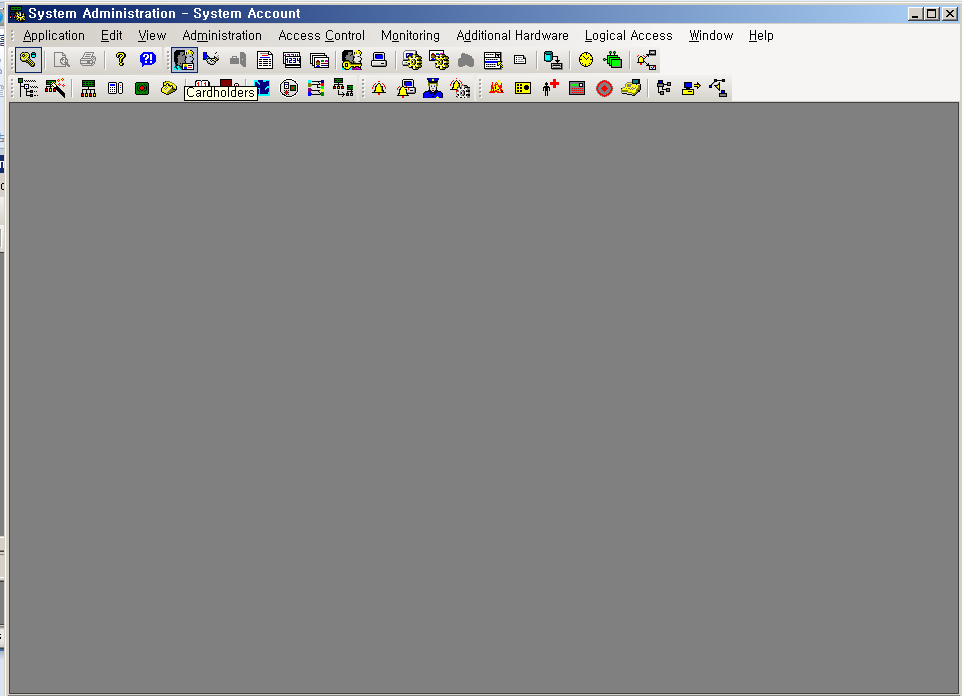 System Administration - System Account
Application Edit View Administration Access Control Monitoring Additional Hardware Logical Access Window Help
Cardholders